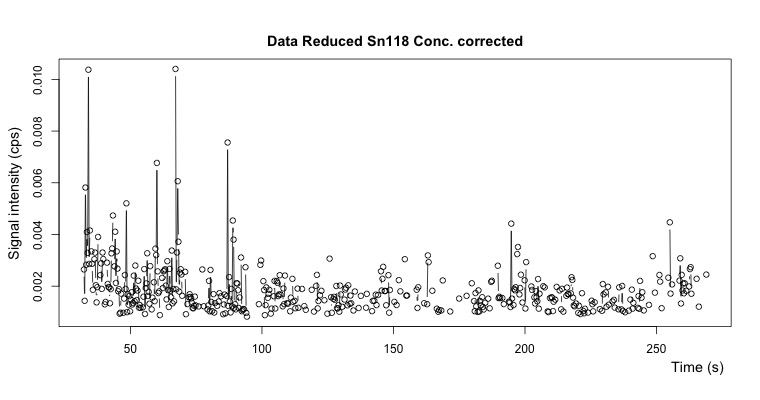 Data Reduced Sn118 Conc. corrected
Signal intensity (cps)
0.010
0.008
0.006
0.004
0.002
50 100 150 200 250
Time (s)